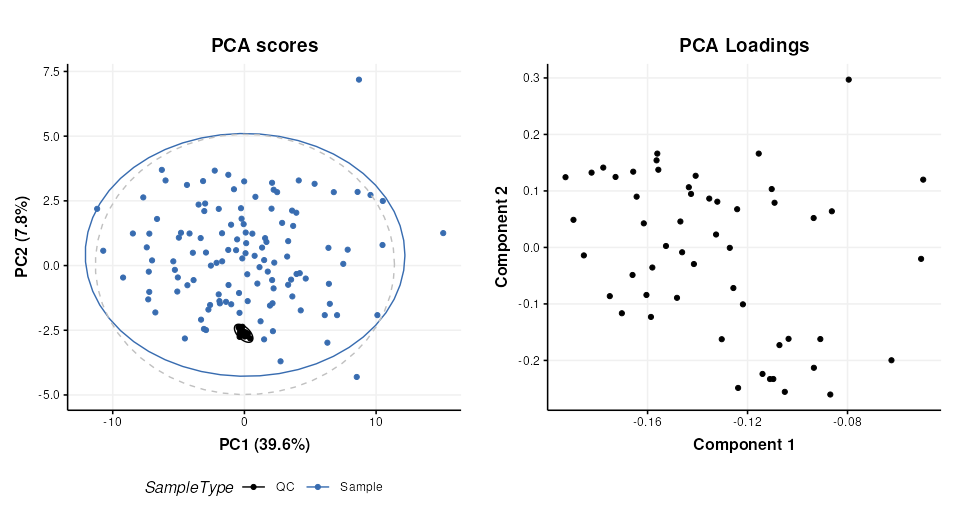 PCA scores
7.5
5.0
2.5
0.0
-2.5
-5.0
-10
0
10
PC2 (7.8%)
PC1 (39.6%)
PCA Loadings
0.3
0.2
0.1
0.0
-0.1
-0.2
-0.16
-0.12
-0.08
Component 2
Component 1
SampleType QC Sample